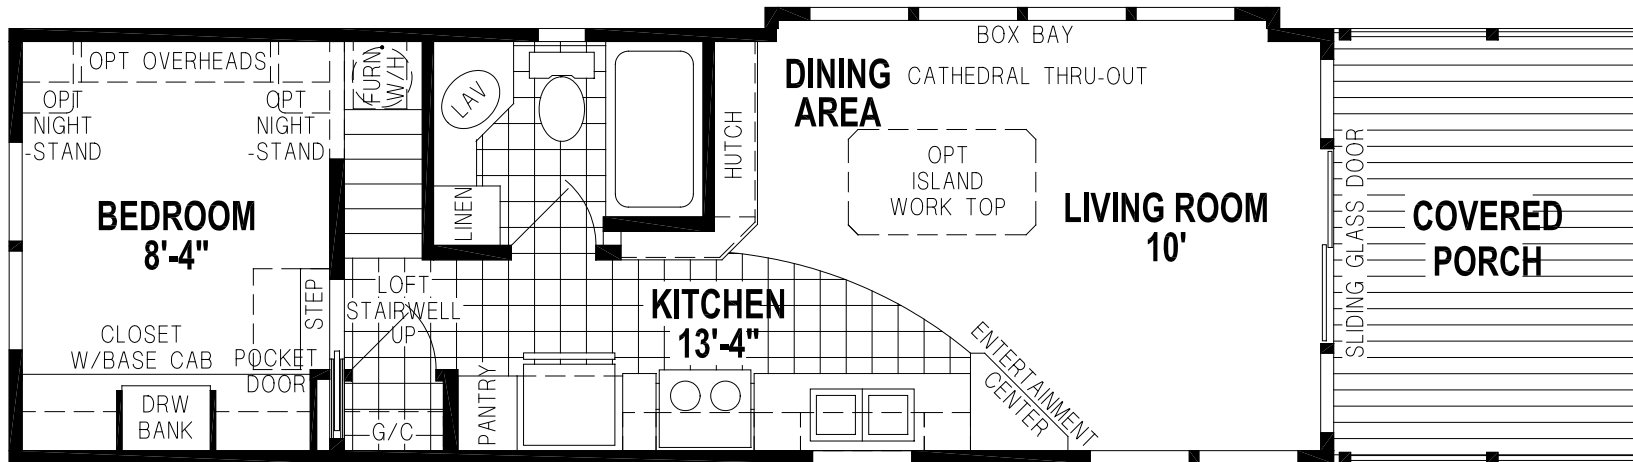 OPT OVERHEADS
OPT
NIGHT
-STAND
OPT
NIGHT
-STAND
FURN
W/H
BEDROOM
8'-4"
STEP
CLOSET
W/BASE CAB
POCKET
DOOR
DRW
BANK
LAV
LINEN
LOFT
STAIRWELL
UP
G/C
PANTRY
KITCHEN
13'-4"
HUTCH
BOX BAY
DINING
AREA
CATHEDRAL THRU-OUT
OPT
ISLAND
WORK TOP
LIVING ROOM
10'
ENTERTAINMENT
CENTER
SLIDING GLASS DOOR
COVERED
PORCH